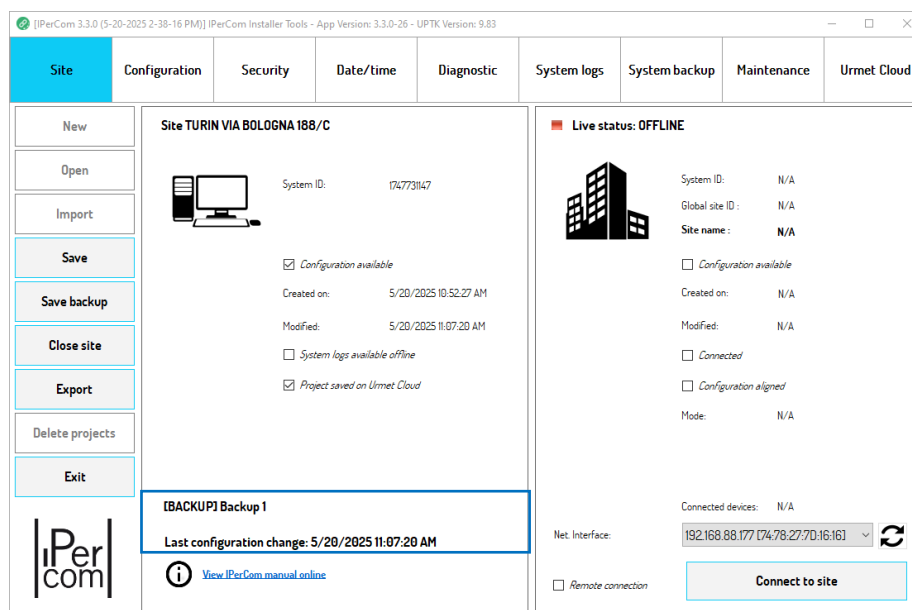 [IPerCom 3.3.0 (5-20-2025 2-38-16 PM)] IPerCom Installer Tools - App Version: 3.3.0-26 - UPTK Version: 9.83
Site
Configuration
Security
Date/time
Diagnostic
System logs
System backup
Maintenance
Urmet Cloud
New
Open
Import
Save
Save backup
Close site
Export
Delete projects
Exit
IPer
com
Site TURIN VIA BOLOGNA 188/C
System ID: 1747731147
Configuration available
Created on: 5/20/2025 10:52:27 AM
Modified: 5/20/2025 11:07:20 AM
System logs available offline
Project saved on Urmet Cloud
[BACKUP] Backup 1
Last configuration change: 5/20/2025 11:07:20 AM
View IPerCom manual online
Live status: OFFLINE
System ID: N/A
Global site ID : N/A
Site name : N/A
Configuration available
Created on: N/A
Modified: N/A
Connected
Configuration aligned
Mode: N/A
Connected devices: N/A
Net. Interface: 192.168.88.177 [74:78:27:7D:16:16]
Remote connection
Connect to site